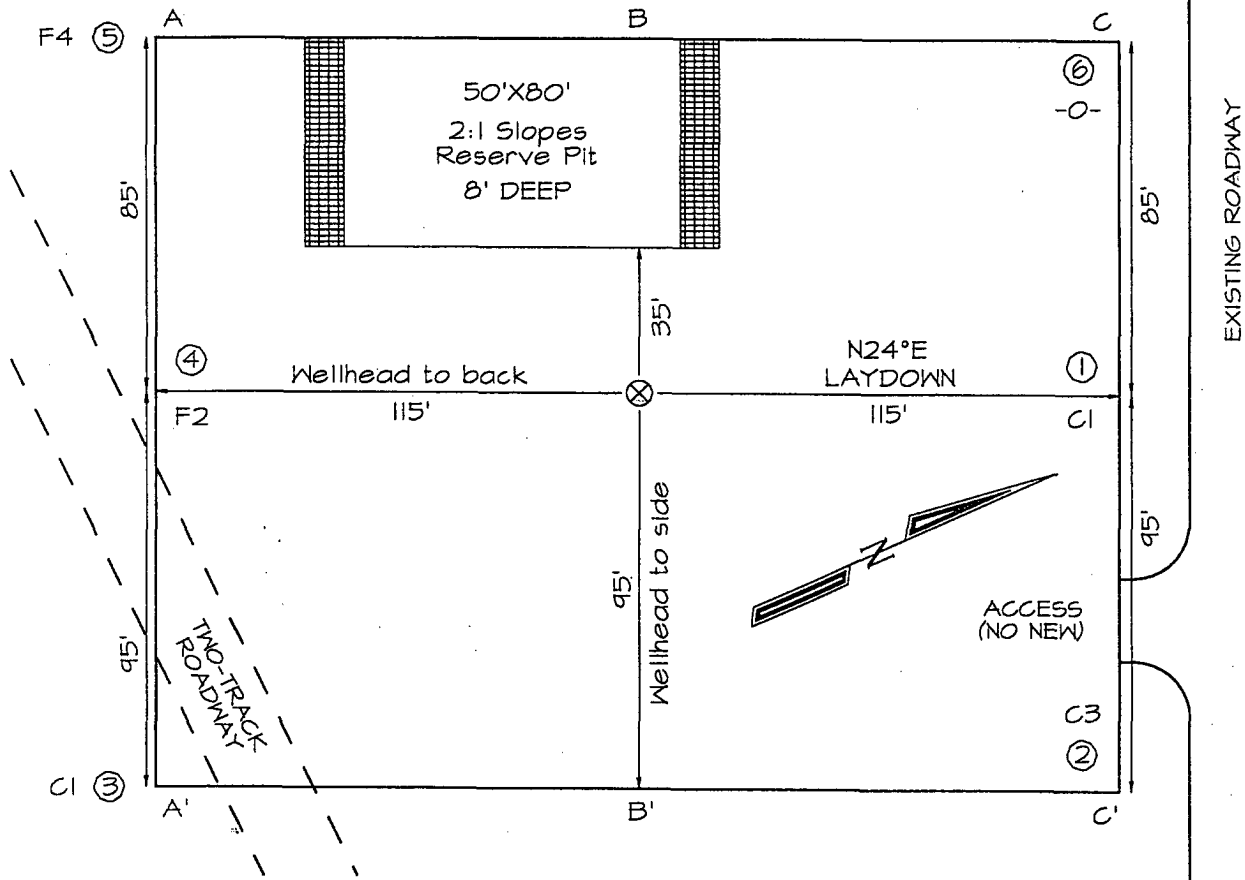 A
B
C
F4 ⑤
⑥
-0-
50'X80'
2:1 Slopes
Reserve Pit
8' DEEP
85'
85'
EXISTING ROADWAY
35'
④
Wellhead to back
N24°E
LAYDOWN
①
F2
115'
115'
C1
Wellhead to side
95'
95'
95'
N
ACCESS
(NO NEW)
TWO-TRACK
ROADWAY
C3
②
C1 ③
A'
B'
C'